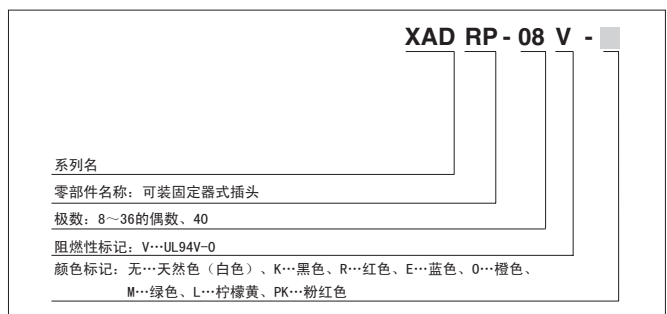 XAD RP - 08 V -
系列名
零部件名称：可装固定器式插头
极数：8～36的偶数、40
阻燃性标记：V…UL94V-0
颜色标记：无…天然色（白色）、K…黑色、R…红色、E…蓝色、O…橙色、
M…绿色、L…柠檬黄、PK…粉红色